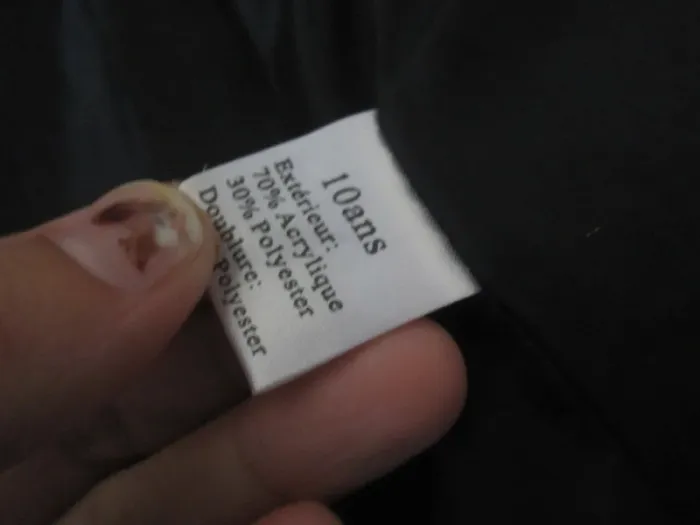 10ans
Extérieur:
70% Acrylique
30% Polyester
Doublure:
Polyester